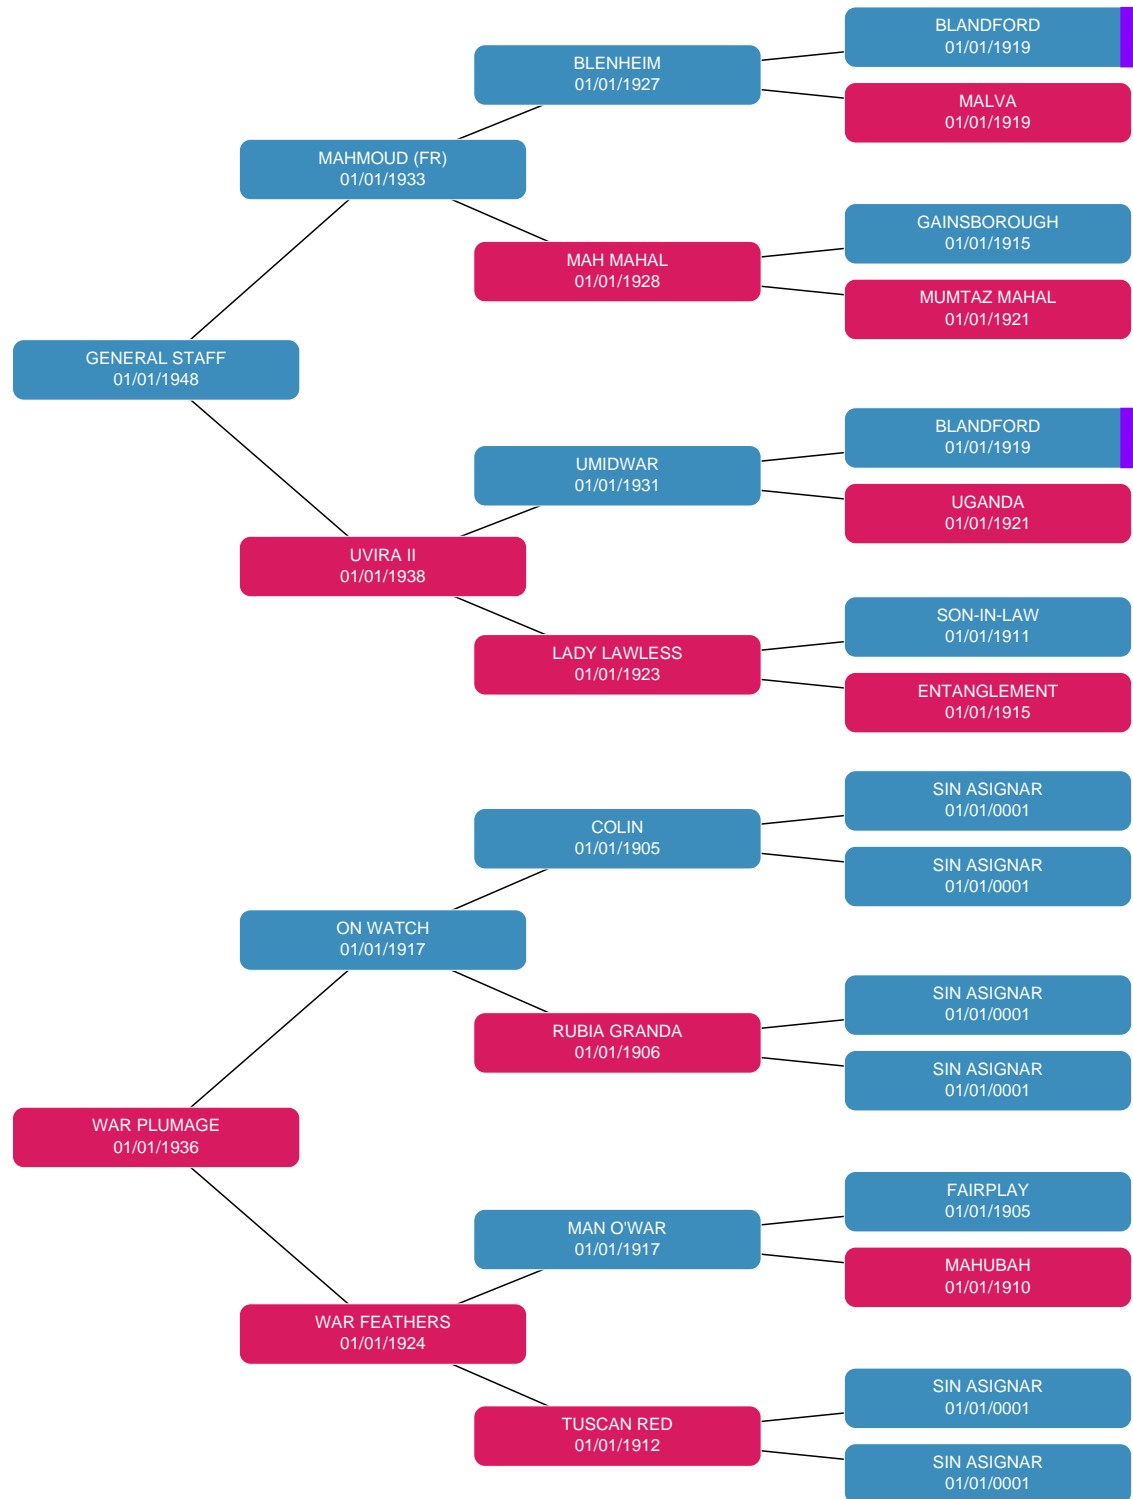 BLANDFORD
01/01/1919
BLENHEIM
01/01/1927
MALVA
01/01/1919
MAHMOUD (FR)
01/01/1933
GAINSBOROUGH
01/01/1915
MAH MAHAL
01/01/1928
MUMTAZ MAHAL
01/01/1921
GENERAL STAFF
01/01/1948
BLANDFORD
01/01/1919
UMIDWAR
01/01/1931
UGANDA
01/01/1921
UVIRA II
01/01/1938
SON-IN-LAW
01/01/1911
LADY LAWLESS
01/01/1923
ENTANGLEMENT
01/01/1915
SIN ASIGNAR
01/01/0001
COLIN
01/01/1905
SIN ASIGNAR
01/01/0001
ON WATCH
01/01/1917
SIN ASIGNAR
01/01/0001
RUBIA GRANDA
01/01/1906
SIN ASIGNAR
01/01/0001
WAR PLUMAGE
01/01/1936
FAIRPLAY
01/01/1905
MAN O'WAR
01/01/1917
MAHUBAH
01/01/1910
WAR FEATHERS
01/01/1924
SIN ASIGNAR
01/01/0001
TUSCAN RED
01/01/1912
SIN ASIGNAR
01/01/0001